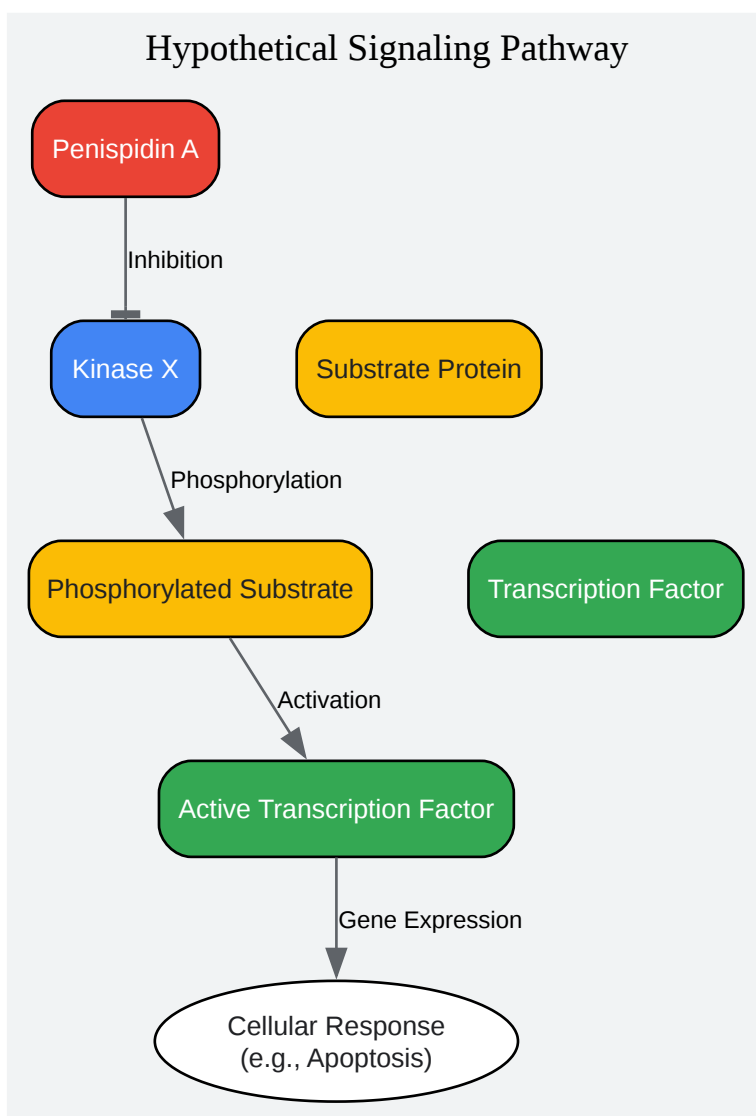 Hypothetical Signaling Pathway
Penispidin A
Inhibition
Kinase X
Substrate Protein
Phosphorylation
Phosphorylated Substrate
Transcription Factor
Activation
Active Transcription Factor
Gene Expression
Cellular Response
(e.g., Apoptosis)